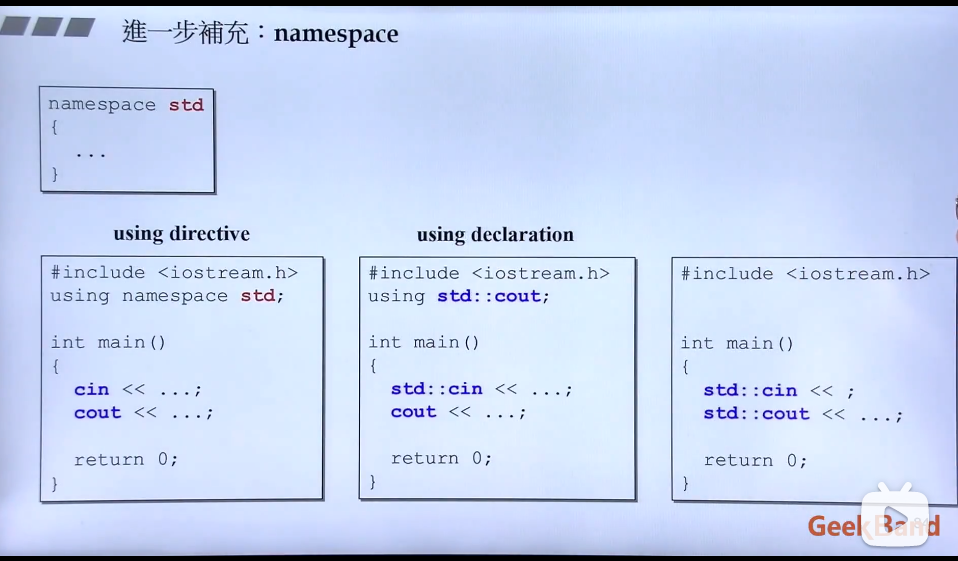 進一步補充：namespace
namespace std
{
...
}
using directive
#include <iostream.h>
using namespace std;
int main()
{
cin << ...;
cout << ...;
return 0;
}
using declaration
#include <iostream.h>
using std::cout;
int main()
{
std::cin << ...;
cout << ...;
return 0;
}
#include <iostream.h>
int main()
{
std::cin << ;
std::cout << ...;
return 0;
}
GeekBand